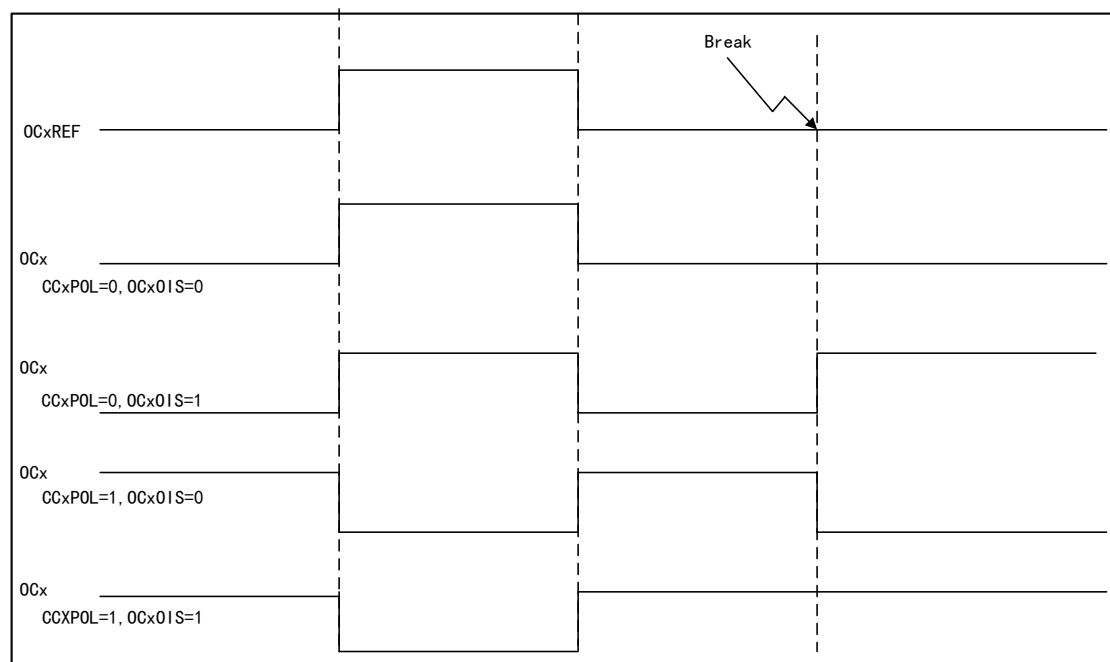 Break
OCxREF
OCx
CCxPOL=0,OCxOIS=0
OCx
CCxPOL=0,OCxOIS=1
OCx
CCxPOL=1,OCxOIS=0
OCx
CCXPOL=1,OCxOIS=1